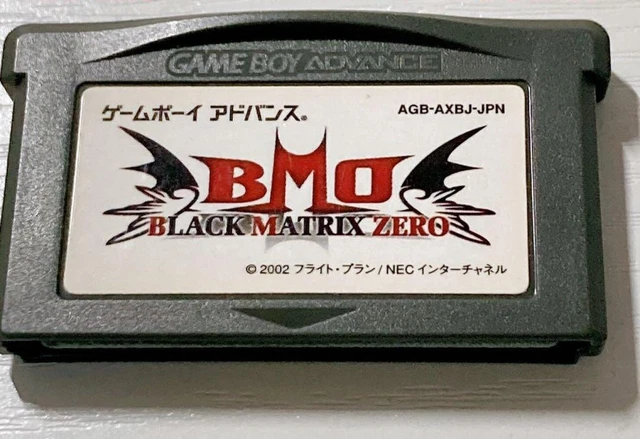 GAME BOY ADVANCE
ゲームボーイ アドバンス®
AGB-AXBJ-JPN
BM0
BLACK MATRIX ZERO
© 2002 フライト・プラン / NEC インターチャネル